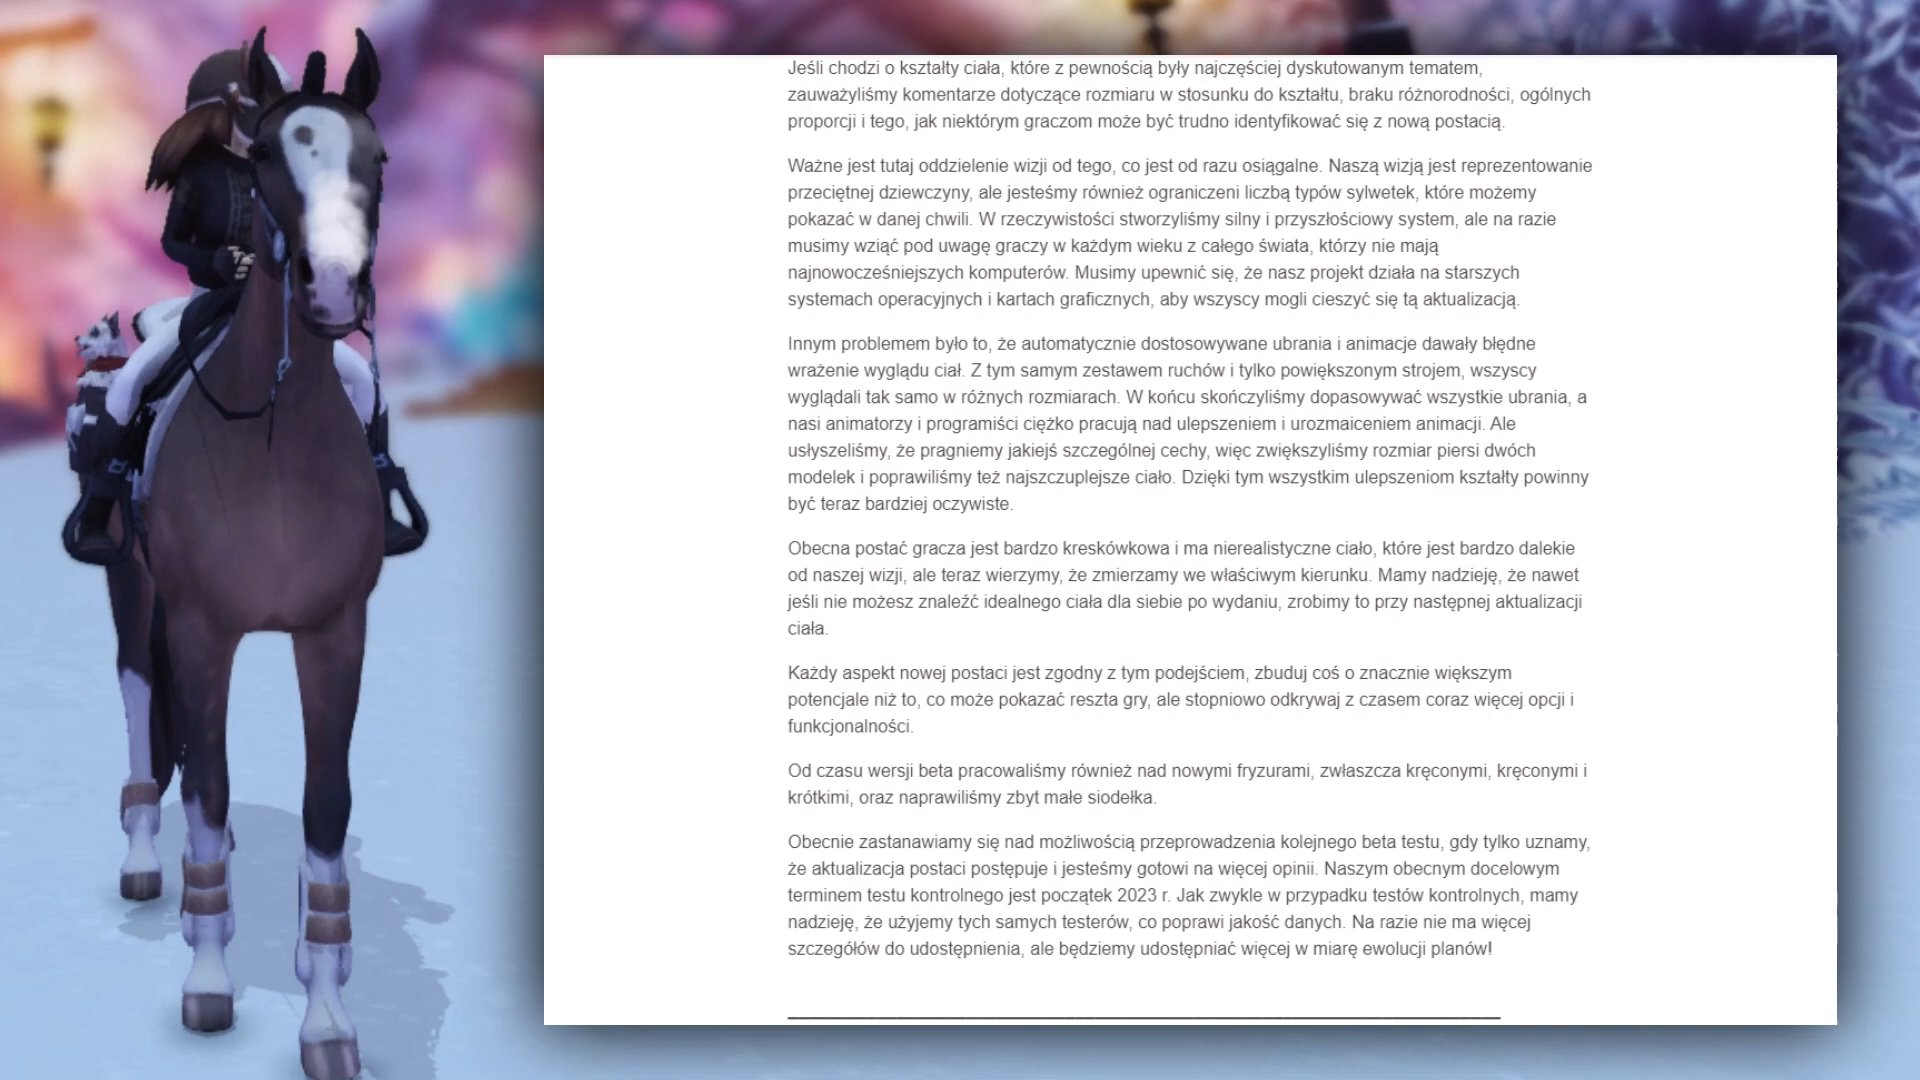 Jeśli chodzi o kształty ciała, które z pewnością były najczęściej dyskutowanym tematem,
zauważyliśmy komentarze dotyczące rozmiaru w stosunku do kształtu, braku różnorodności, ogólnych
proporcji i tego, jak niektórym graczom może być trudno identyfikować się z nową postacią.
Ważne jest tutaj oddzielenie wizji od tego, co jest od razu osiągalne. Naszą wizją jest reprezentowanie
przeciętnej dziewczyny, ale jesteśmy również ograniczeni liczbą typów sylwetek, które możemy
pokazać w danej chwili. W rzeczywistości stworzyliśmy silny i przyszłościowy system, ale na razie
musimy wziąć pod uwagę graczy w każdym wieku z całego świata, którzy nie mają
najnowocześniejszych komputerów. Musimy upewnić się, że nasz projekt działa na starszych
systemach operacyjnych i kartach graficznych, aby wszyscy mogli cieszyć się tą aktualizacją.
Innym problemem było to, że automatycznie dostosowywane ubrania i animacje dawały błędne
wrażenie wyglądu ciał. Z tym samym zestawem ruchów i tylko powiększonym strojem, wszyscy
wyglądali tak samo w różnych rozmiarach. W końcu skończyliśmy dopasowywać wszystkie ubrania, a
nasi animatorzy i programiści ciężko pracują nad ulepszeniem i urozmaiceniem animacji. Ale
usłyszeliśmy, że pragniemy jakiejś szczególnej cechy, więc zwiększyliśmy rozmiar piersi dwóch
modelek i poprawiliśmy też najszczuplejsze ciało. Dzięki tym wszystkim ulepszeniom kształty powinny
być teraz bardziej oczywiste.
Obecna postać gracza jest bardzo kreskówkowa i ma nierealistyczne ciało, które jest bardzo dalekie
od naszej wizji, ale teraz wierzymy, że zmierzamy we właściwym kierunku. Mamy nadzieję, że nawet
jeśli nie możesz znaleźć idealnego ciała dla siebie po wydaniu, zrobimy to przy następnej aktualizacji
ciała.
Każdy aspekt nowej postaci jest zgodny z tym podejściem, zbuduj coś o znacznie większym
potencjale niż to, co może pokazać reszta gry, ale stopniowo odkrywaj z czasem coraz więcej opcji i
funkcjonalności.
Od czasu wersji beta pracowaliśmy również nad nowymi fryzurami, zwłaszcza kręconymi, kręconymi i
krótkimi, oraz naprawiliśmy zbyt małe siodełka.
Obecnie zastanawiamy się nad możliwością przeprowadzenia kolejnego beta testu, gdy tylko uznamy,
że aktualizacja postaci postępuje i jesteśmy gotowi na więcej opinii. Naszym obecnym docelowym
terminem testu kontrolnego jest początek 2023 r. Jak zwykle w przypadku testów kontrolnych, mamy
nadzieję, że użyjemy tych samych testerów, co poprawi jakość danych. Na razie nie ma więcej
szczegółów do udostępnienia, ale będziemy udostępniać więcej w miarę ewolucji planów!